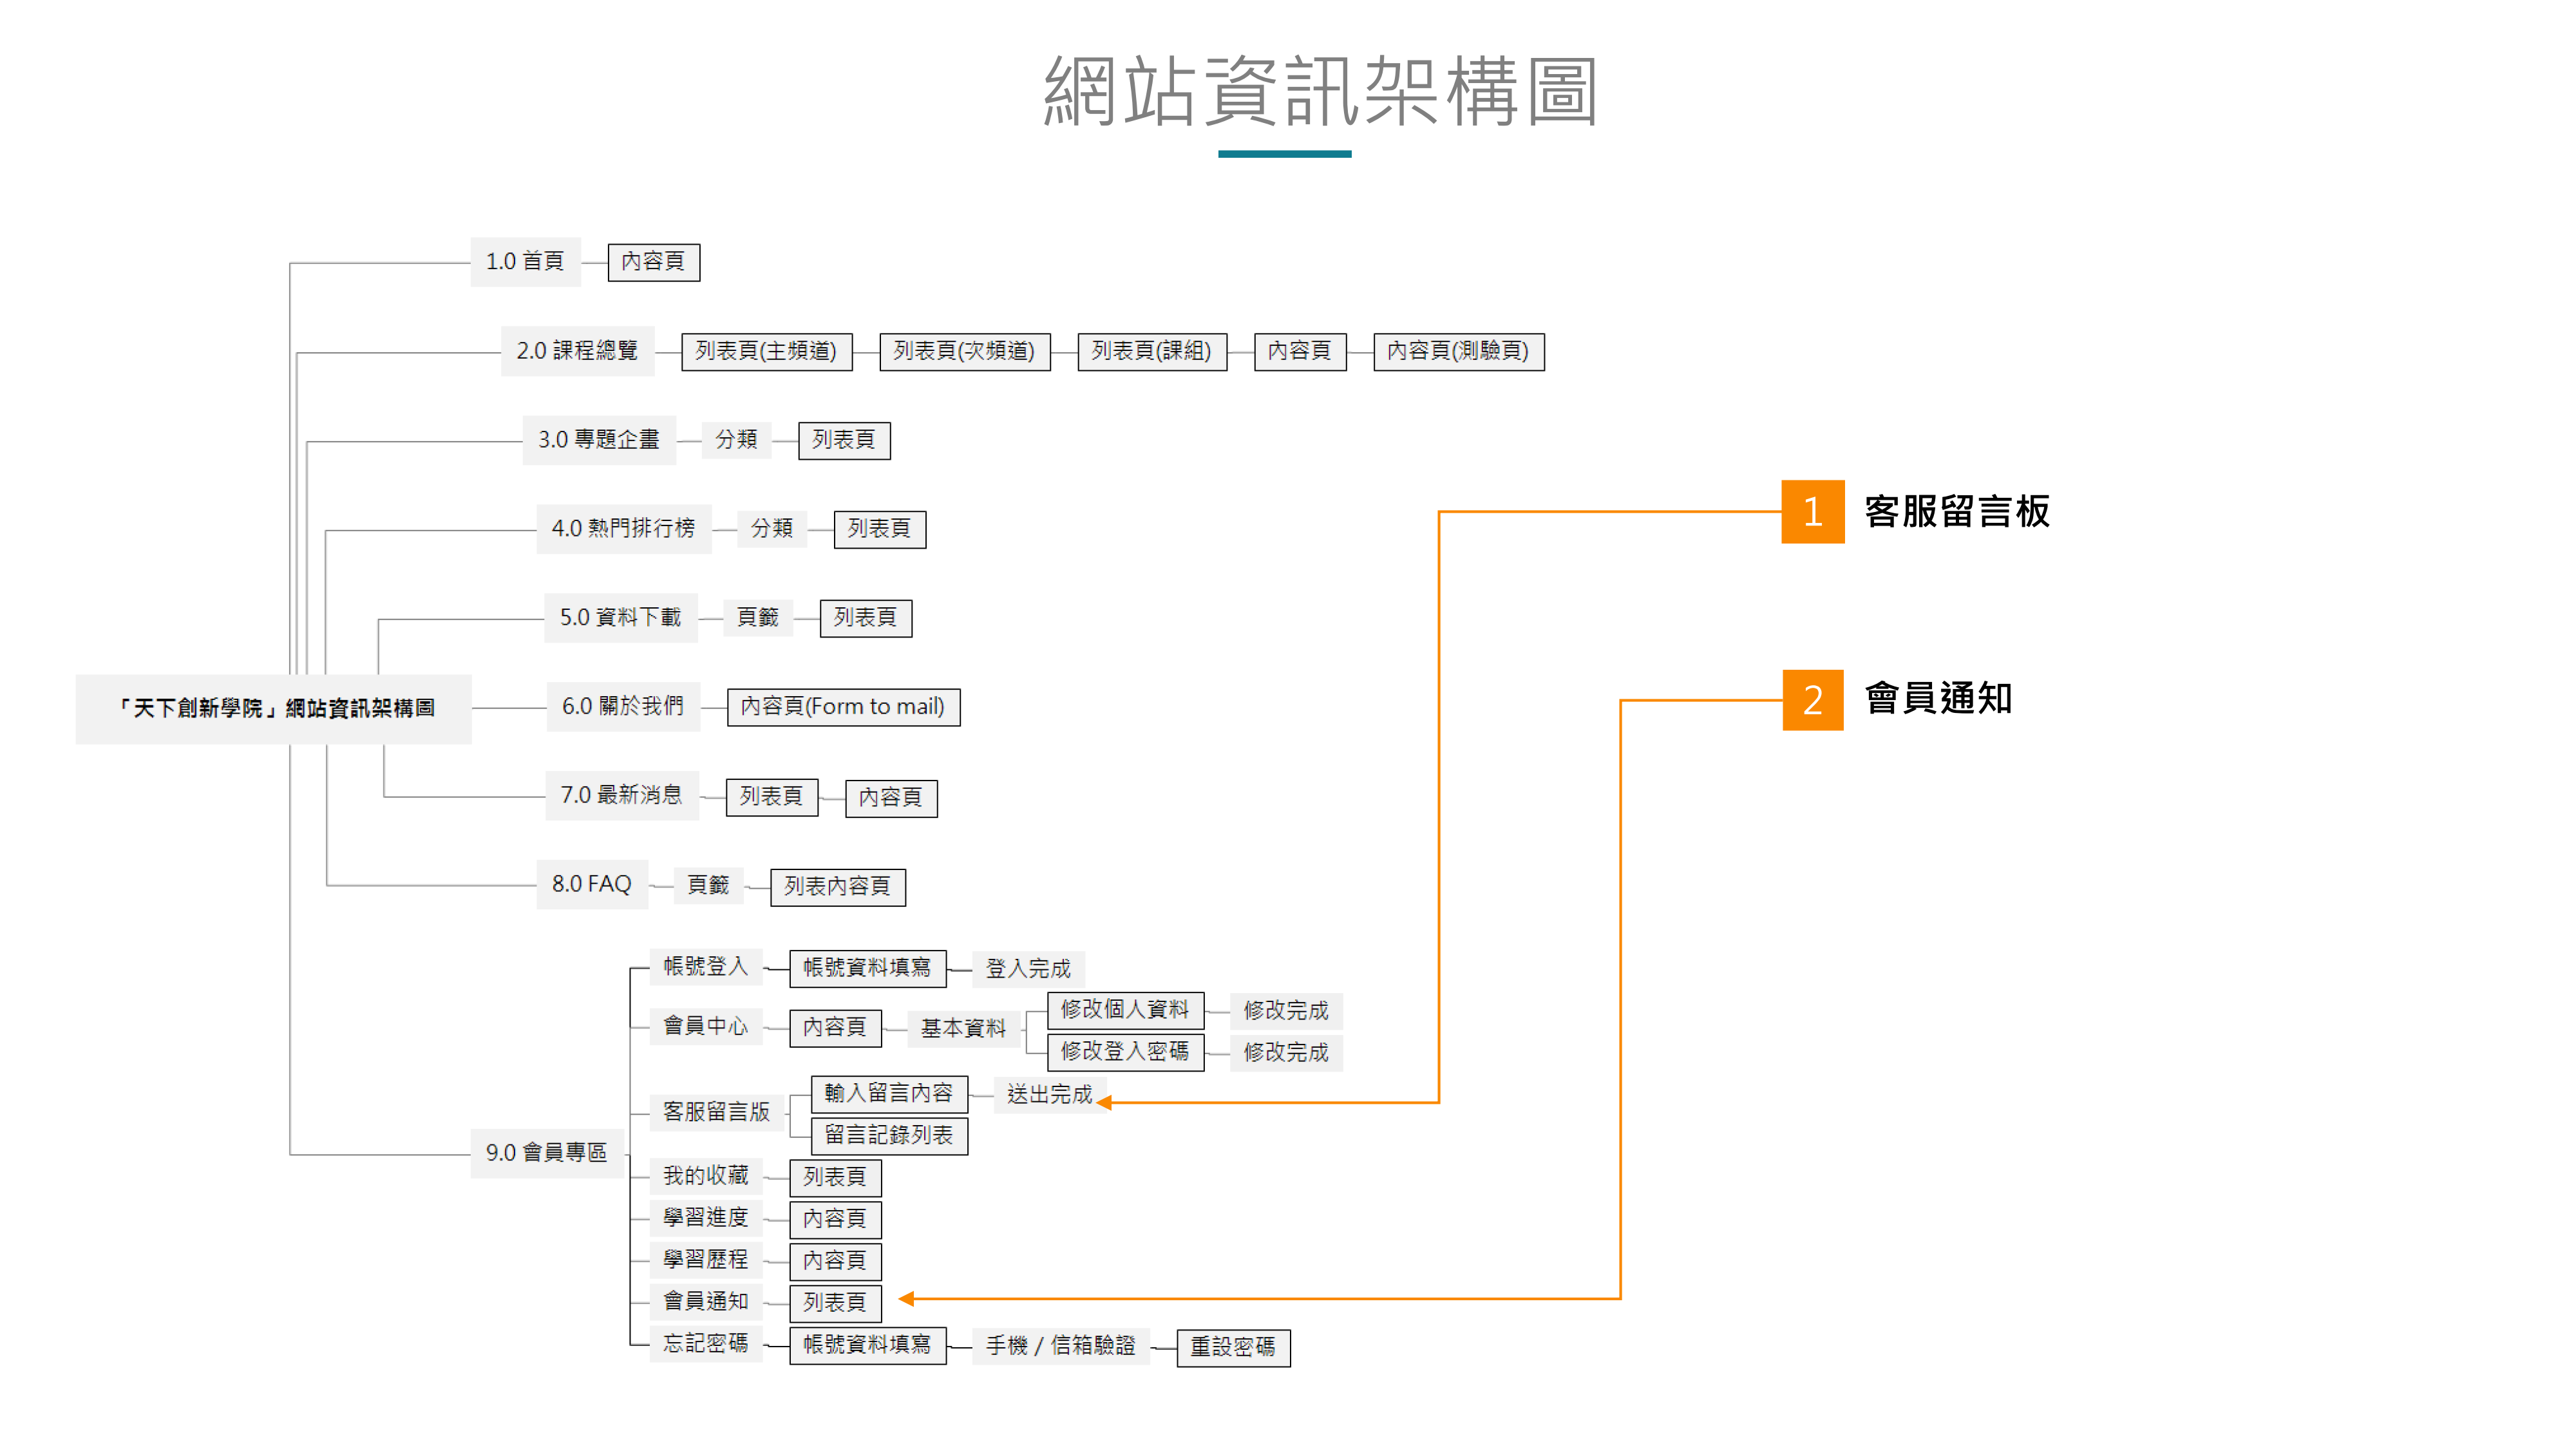 網站資訊架構圖
1.0 首頁 內容頁
2.0 課程總覽 列表頁(主頻道) 列表頁(次頻道) 列表頁(課組) 內容頁 內容頁(測驗頁)
3.0 專題企畫 分類 列表頁
4.0 熱門排行榜 分類 列表頁
5.0 資料下載 頁籤 列表頁
「天下創新學院」網站資訊架構圖
6.0 關於我們 內容頁(Form to mail)
7.0 最新消息 列表頁 內容頁
8.0 FAQ 頁籤 列表內容頁
9.0 會員專區
帳號登入 帳號資料填寫 登入完成
會員中心 內容頁 基本資料
修改個人資料 修改完成
修改登入密碼 修改完成
客服留言版
輸入留言內容 送出完成
留言記錄列表
我的收藏 列表頁
學習進度 內容頁
學習歷程 內容頁
會員通知 列表頁
忘記密碼 帳號資料填寫 手機 / 信箱驗證 重設密碼
1 客服留言板
2 會員通知